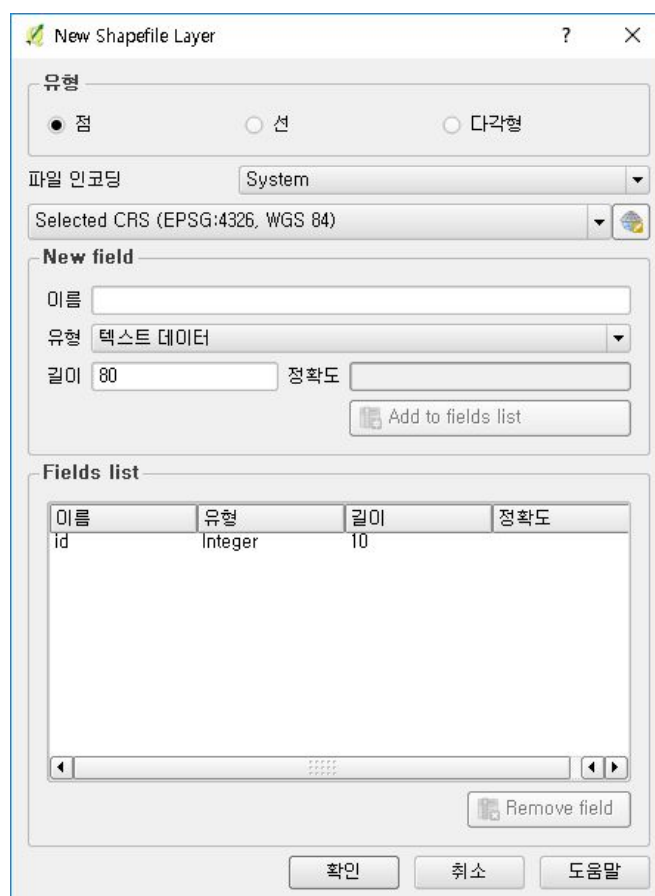 New Shapefile Layer ?
유형
점 선 다각형
파일 인코딩 System
Selected CRS (EPSG:4326, WGS 84)
New field
이름
유형 텍스트 데이터
길이 80 정확도
Add to fields list
Fields list
이름 유형 길이 정확도
id Integer 10
Remove field
확인 취소 도움말